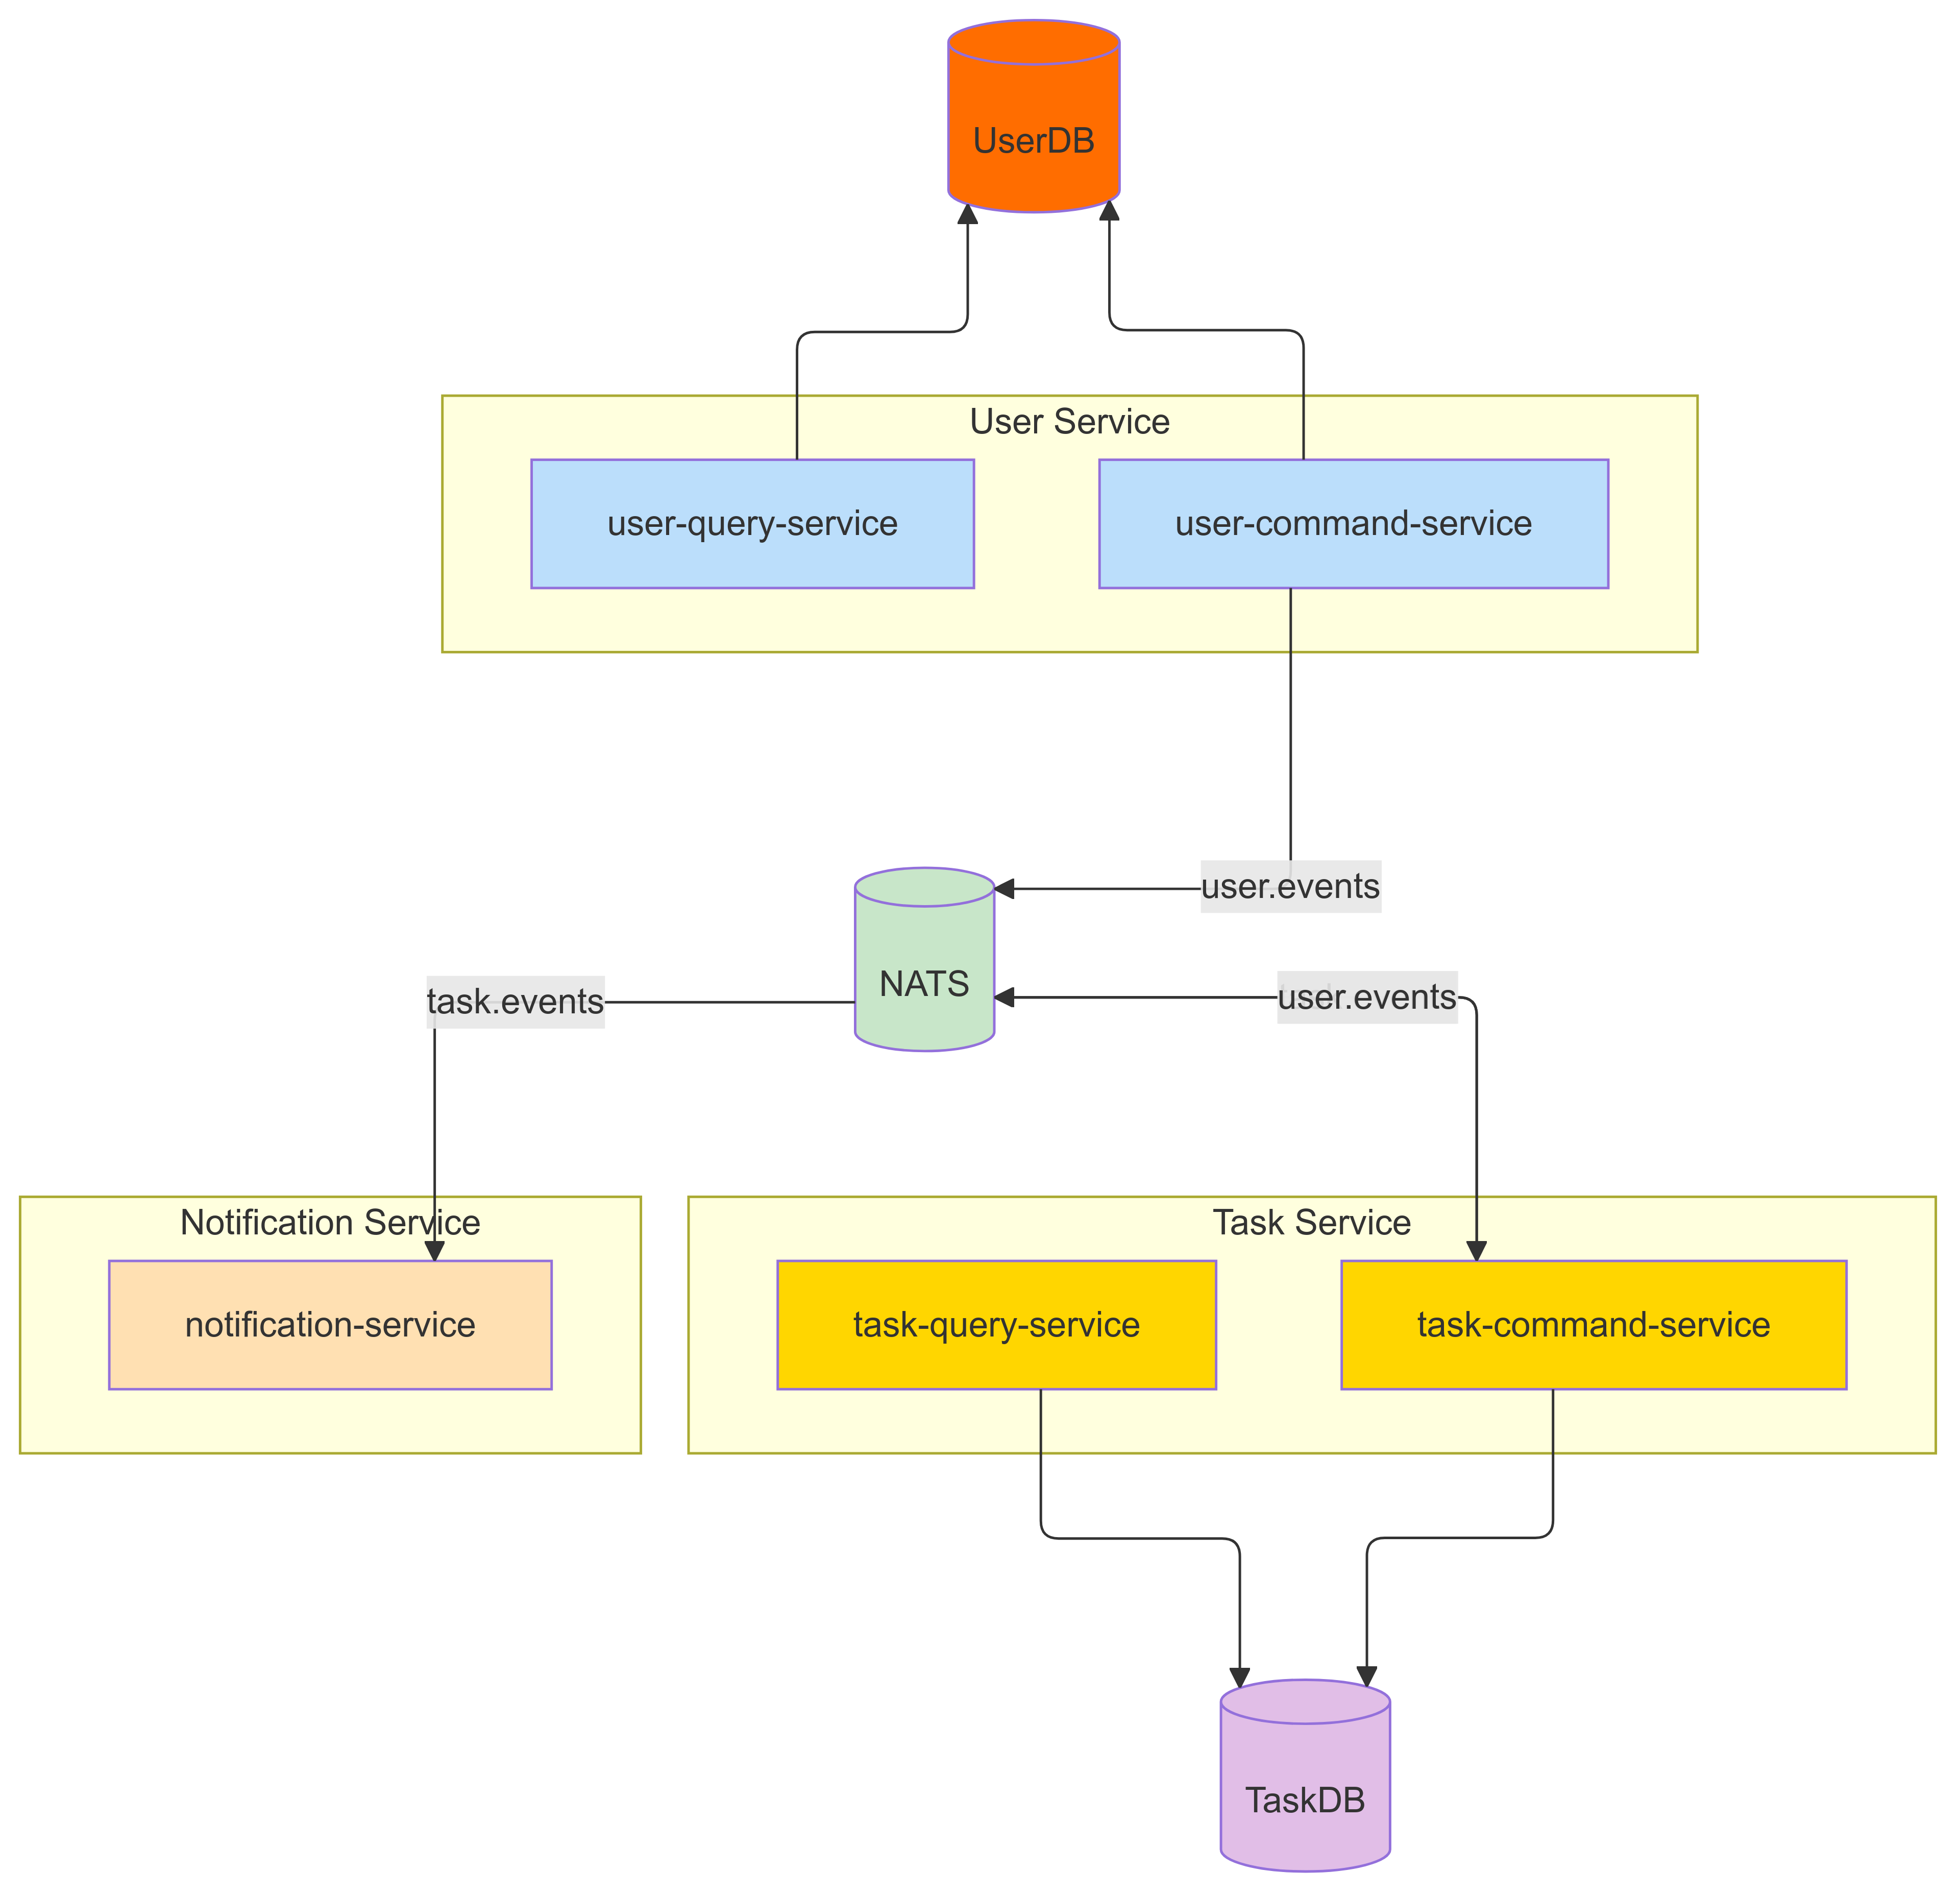 UserDB
User Service
user-query-service
user-command-service
user.events
NATS
task.events
user.events
Notification Service
Task Service
notification-service
task-query-service
task-command-service
TaskDB